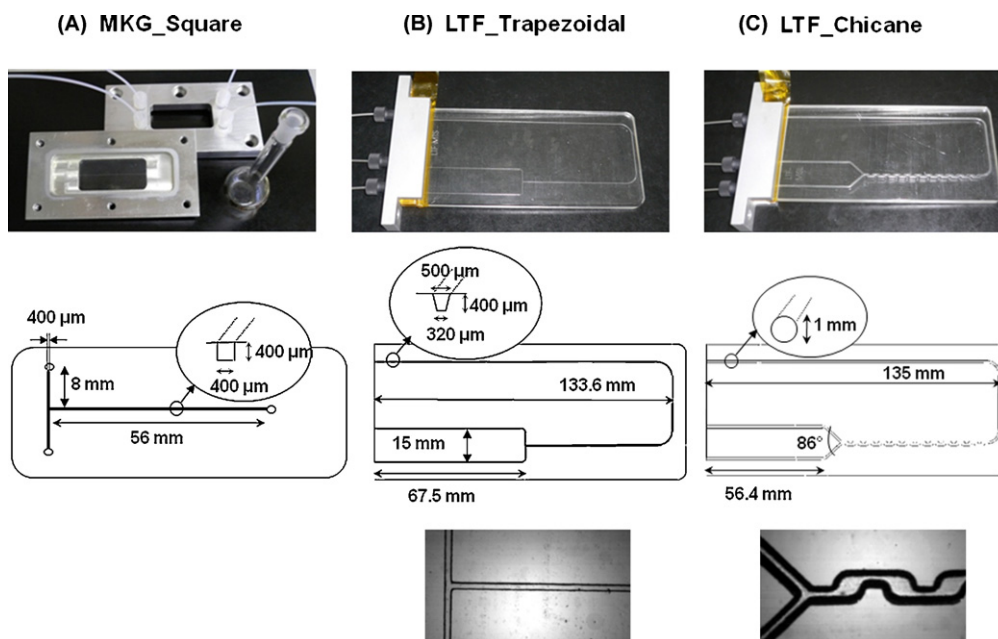 (A) MKG_Square
(B) LTF_Trapezoidal
(C) LTF_Chicane
400 µm
8 mm
56 mm
400 µm
400 µm
500 µm
400 µm
320 µm
133.6 mm
15 mm
67.5 mm
1 mm
135 mm
86°
56.4 mm